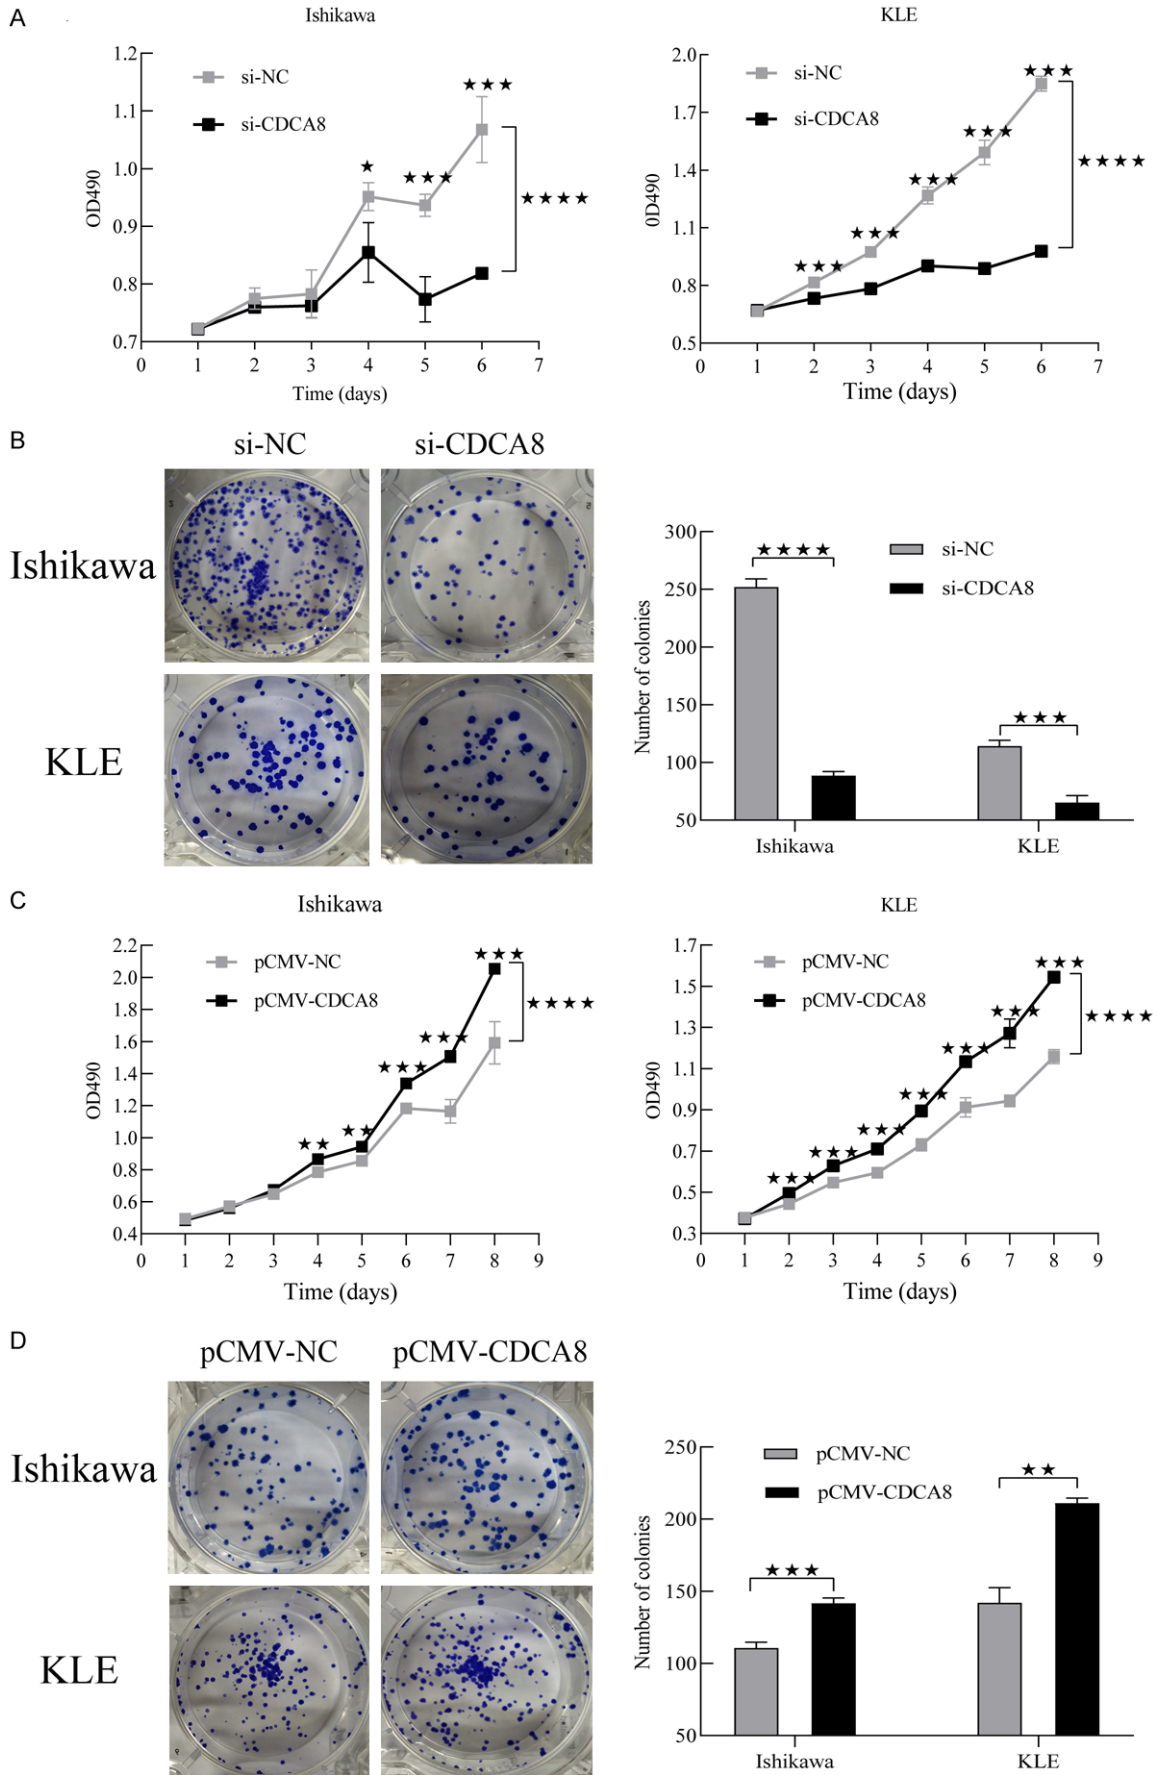 A
Ishikawa
KLE
1.2
1.1
1.0
0.9
0.8
0.7
OD490
si-NC
si-CDCA8
★★★
★
★★★
★★★★
0 1 2 3 4 5 6 7
Time (days)
2.0
1.7
1.4
1.1
0.8
0.5
0D490
si-NC
si-CDCA8
★★★
★★★
★★★
★★★
★★★
★★★★
0 1 2 3 4 5 6 7
Time (days)
B
si-NC si-CDCA8
Ishikawa
KLE
300
250
200
150
100
50
Number of colonies
★★★★
★★★
si-NC
si-CDCA8
Ishikawa KLE
C
Ishikawa
KLE
2.2
2.0
1.8
1.6
1.4
1.2
1.0
0.8
0.6
0.4
OD490
pCMV-NC
pCMV-CDCA8
★★★
★★★
★★★
★★
★★
★★★★
0 1 2 3 4 5 6 7 8 9
Time (days)
1.7
1.5
1.3
1.1
0.9
0.7
0.5
0.3
OD490
pCMV-NC
pCMV-CDCA8
★★★
★★★
★★★
★★★
★★★
★★★
★★★
★★★★
0 1 2 3 4 5 6 7 8 9
Time (days)
D
pCMV-NC pCMV-CDCA8
Ishikawa
KLE
250
200
150
100
50
Number of colonies
pCMV-NC
pCMV-CDCA8
★★★
★★
Ishikawa KLE